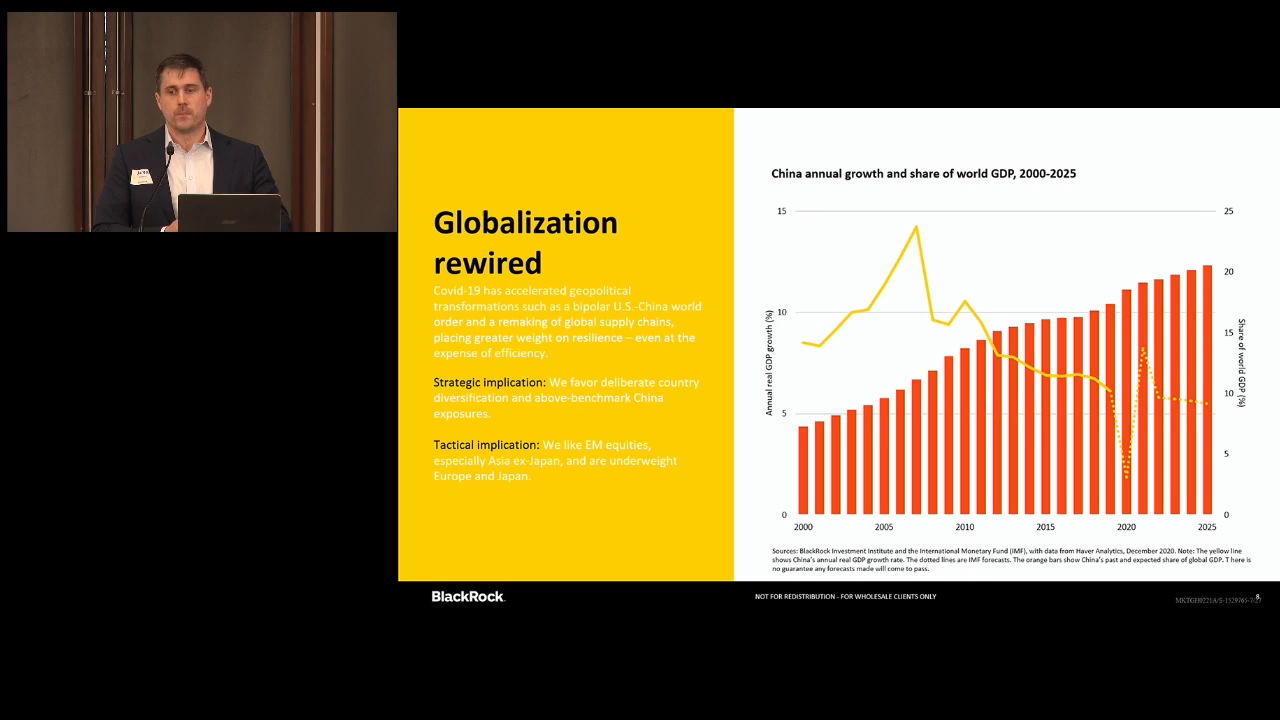 Globalization
rewired
Covid-19 has accelerated geopolitical
transformations such as a bipolar U.S.-China world
order and a remaking of global supply chains,
placing greater weight on resilience – even at the
expense of efficiency.
Strategic implication: We favor deliberate country
diversification and above-benchmark China
exposures.
Tactical implication: We like EM equities,
especially Asia ex-Japan, and are underweight
Europe and Japan.
China annual growth and share of world GDP, 2000-2025
15
10
5
0
Annual real GDP growth (%)
25
20
15
10
5
0
Share of world GDP (%)
2000
2005
2010
2015
2020
2025
Sources: BlackRock Investment Institute and the International Monetary Fund (IMF), with data from Haver Analytics, December 2020. Note: The yellow line
shows China's annual real GDP growth rate. The dotted lines are IMF forecasts. The orange bars show China's past and expected share of global GDP. T here is
no guarantee any forecasts made will come to pass.
BlackRock.
NOT FOR REDISTRIBUTION - FOR WHOLESALE CLIENTS ONLY
8